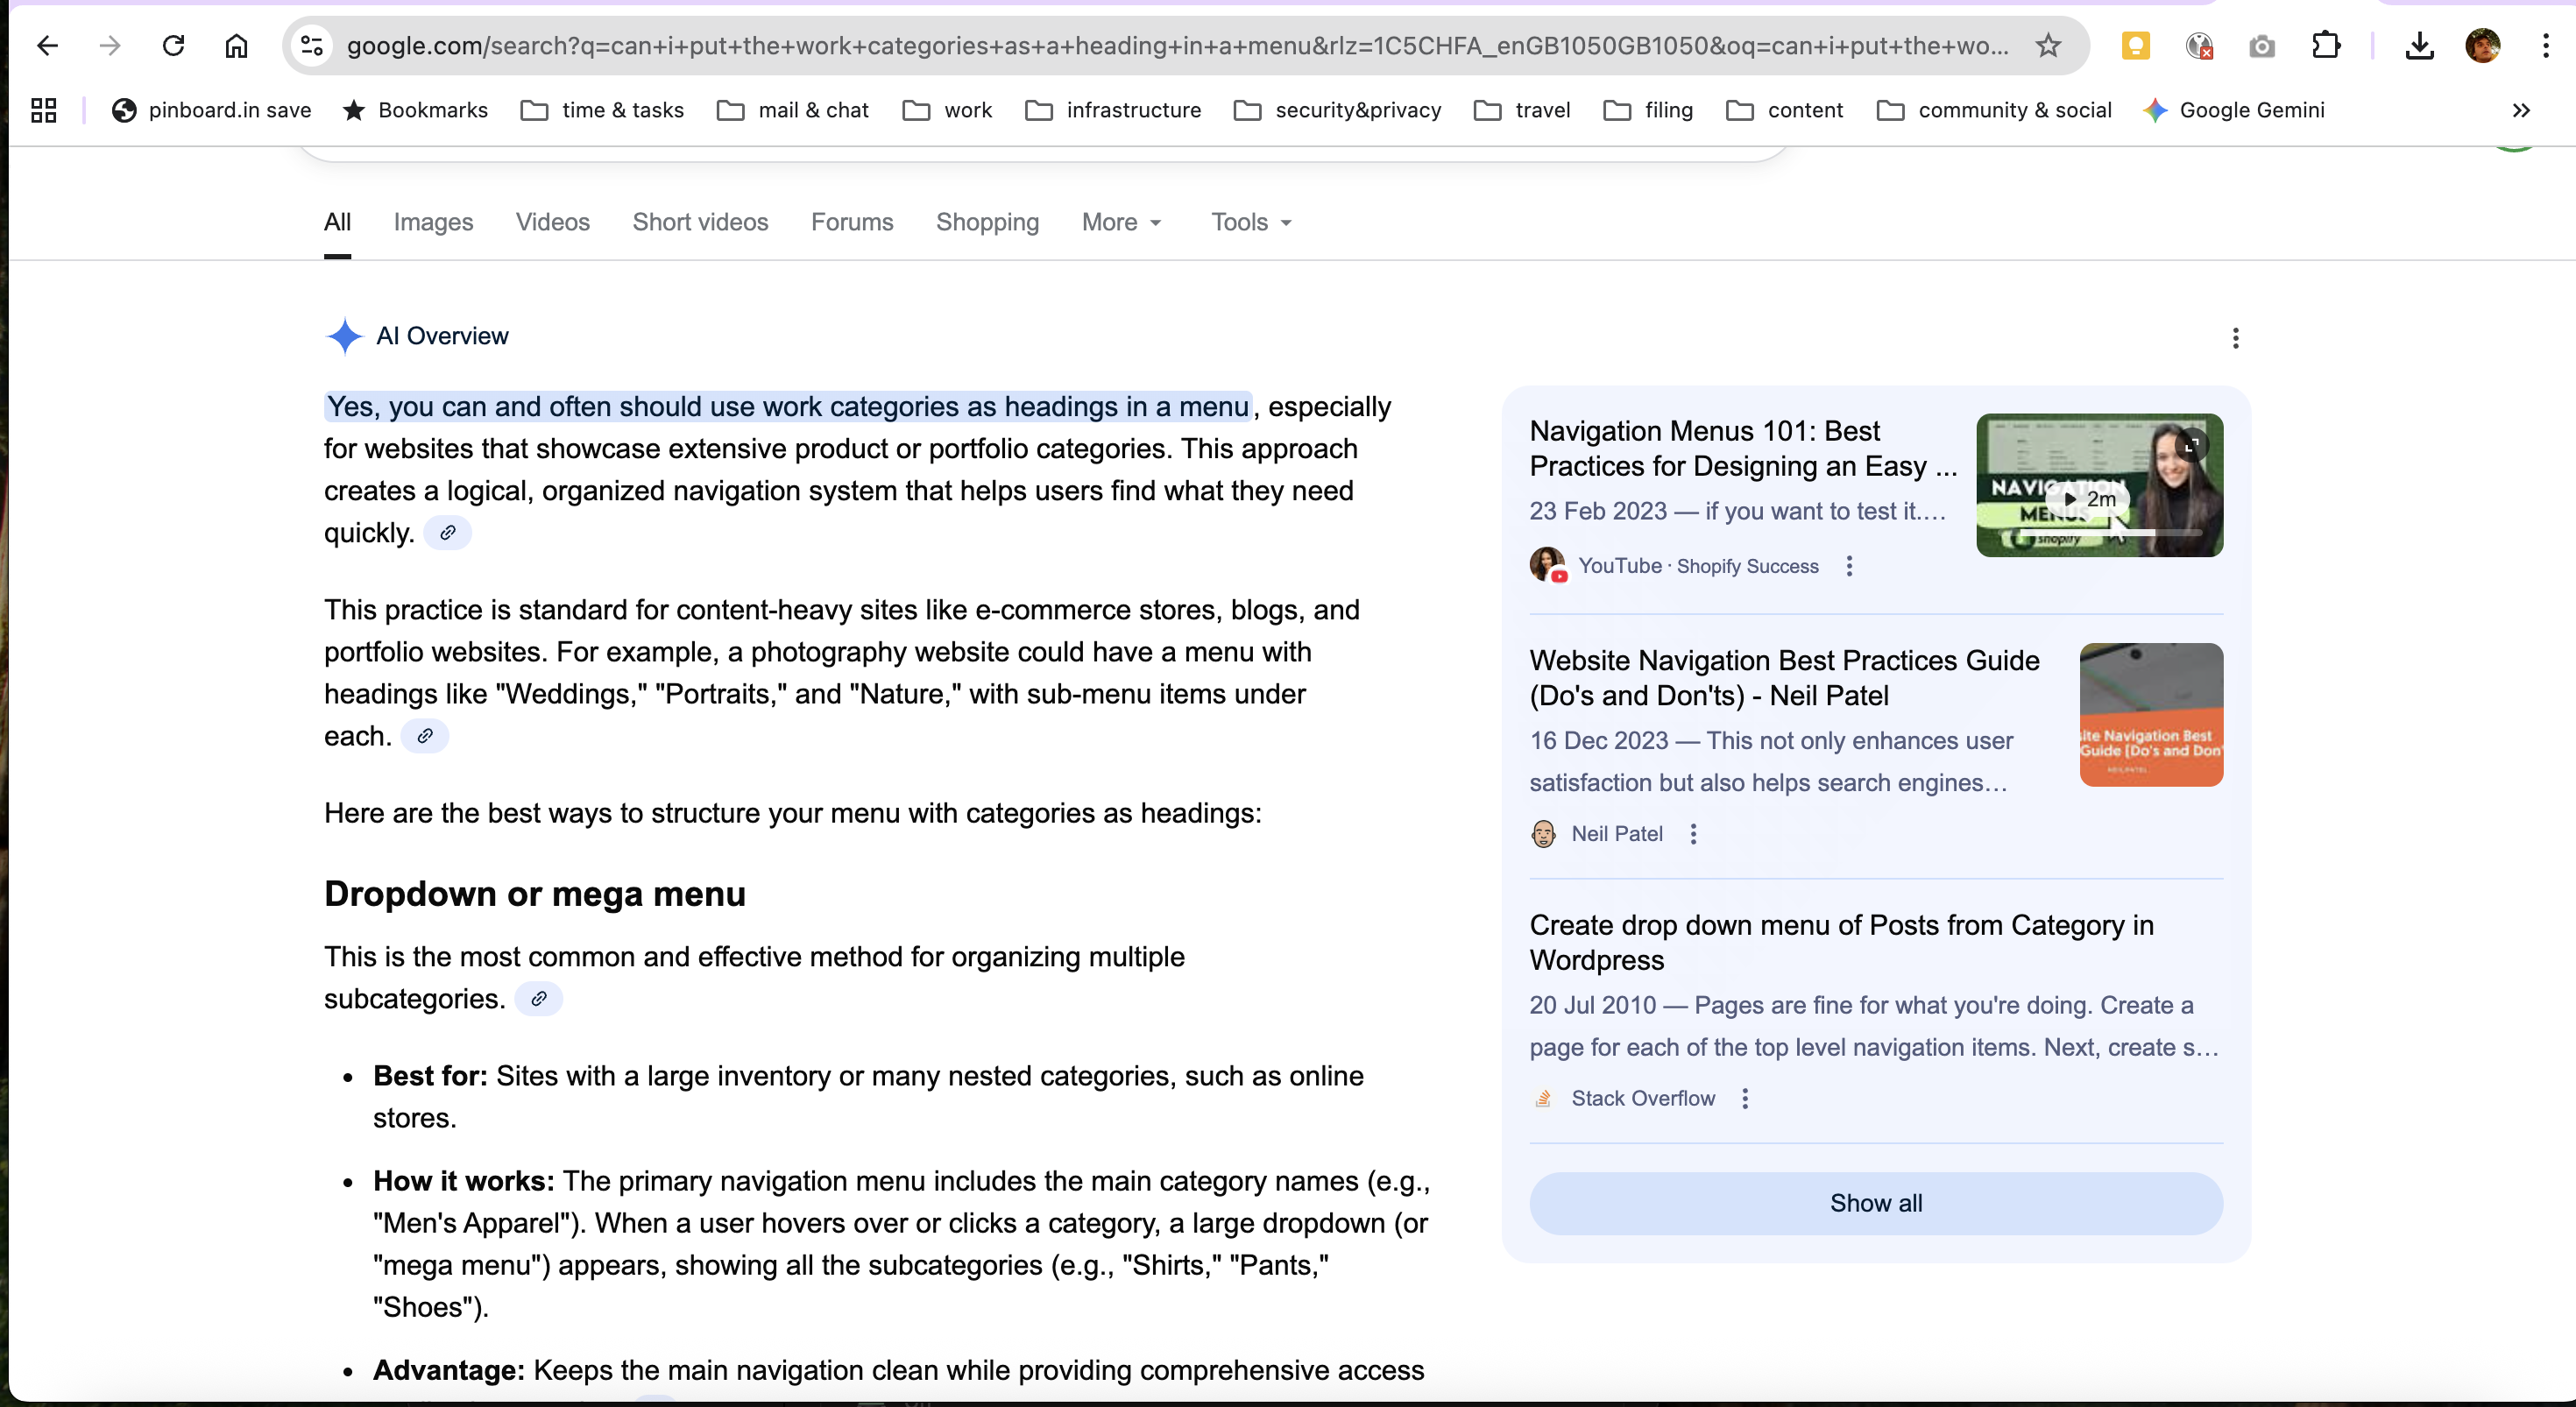 google.com/search?q=can+i+put+the+work+categories+as+a+heading+in+a+menu&rlz=1C5CHFA_enGB1050GB1050&oq=can+i+put+the+wo...
pinboard.in save
Bookmarks
time & tasks
mail & chat
work
infrastructure
security&privacy
travel
filing
content
community & social
Google Gemini
All
Images
Videos
Short videos
Forums
Shopping
More
Tools
AI Overview
Yes, you can and often should use work categories as headings in a menu, especially
for websites that showcase extensive product or portfolio categories. This approach
creates a logical, organized navigation system that helps users find what they need
quickly.
This practice is standard for content-heavy sites like e-commerce stores, blogs, and
portfolio websites. For example, a photography website could have a menu with
headings like "Weddings," "Portraits," and "Nature," with sub-menu items under
each.
Here are the best ways to structure your menu with categories as headings:
Dropdown or mega menu
This is the most common and effective method for organizing multiple
subcategories.
• Best for: Sites with a large inventory or many nested categories, such as online
stores.
• How it works: The primary navigation menu includes the main category names (e.g.,
"Men's Apparel"). When a user hovers over or clicks a category, a large dropdown (or
"mega menu") appears, showing all the subcategories (e.g., "Shirts," "Pants,"
"Shoes").
• Advantage: Keeps the main navigation clean while providing comprehensive access
Navigation Menus 101: Best
Practices for Designing an Easy ...
23 Feb 2023 — if you want to test it....
YouTube · Shopify Success
NAVIGATION
2m
MENUS
shopify
Website Navigation Best Practices Guide
(Do's and Don'ts) - Neil Patel
16 Dec 2023 — This not only enhances user
satisfaction but also helps search engines...
Neil Patel
ite Navigation Best
Guide (Do's and Don'
NEILPATEL
Create drop down menu of Posts from Category in
Wordpress
20 Jul 2010 — Pages are fine for what you're doing. Create a
page for each of the top level navigation items. Next, create s...
Stack Overflow
Show all